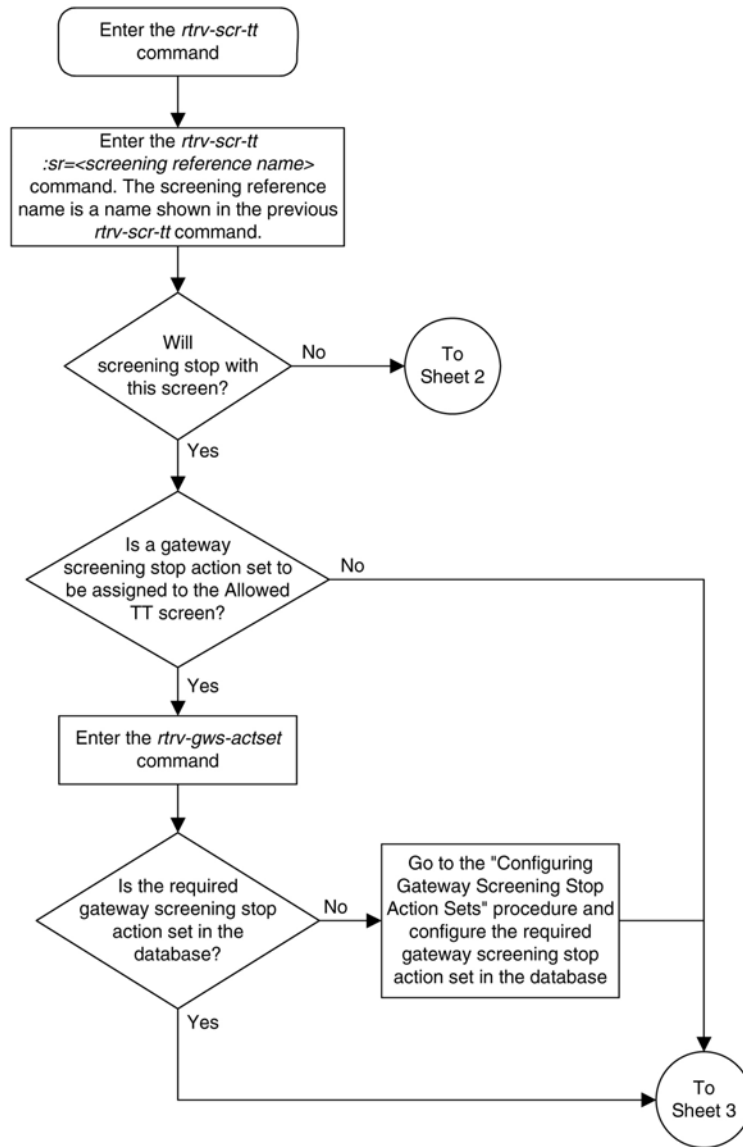 Enter the rtrv-scr-tt
command
Enter the rtrv-scr-tt
:sr=<screening reference name>
command. The screening reference
name is a name shown in the previous
rtrv-scr-tt command.
Will
screening stop with
this screen?
No
To
Sheet 2
Yes
Is a gateway
screening stop action set to
be assigned to the Allowed
TT screen?
No
Yes
Enter the rtrv-gws-actset
command
Is the required
gateway screening stop
action set in the
database?
No
Go to the "Configuring
Gateway Screening Stop
Action Sets" procedure and
configure the required
gateway screening stop
action set in the database
Yes
To
Sheet 3